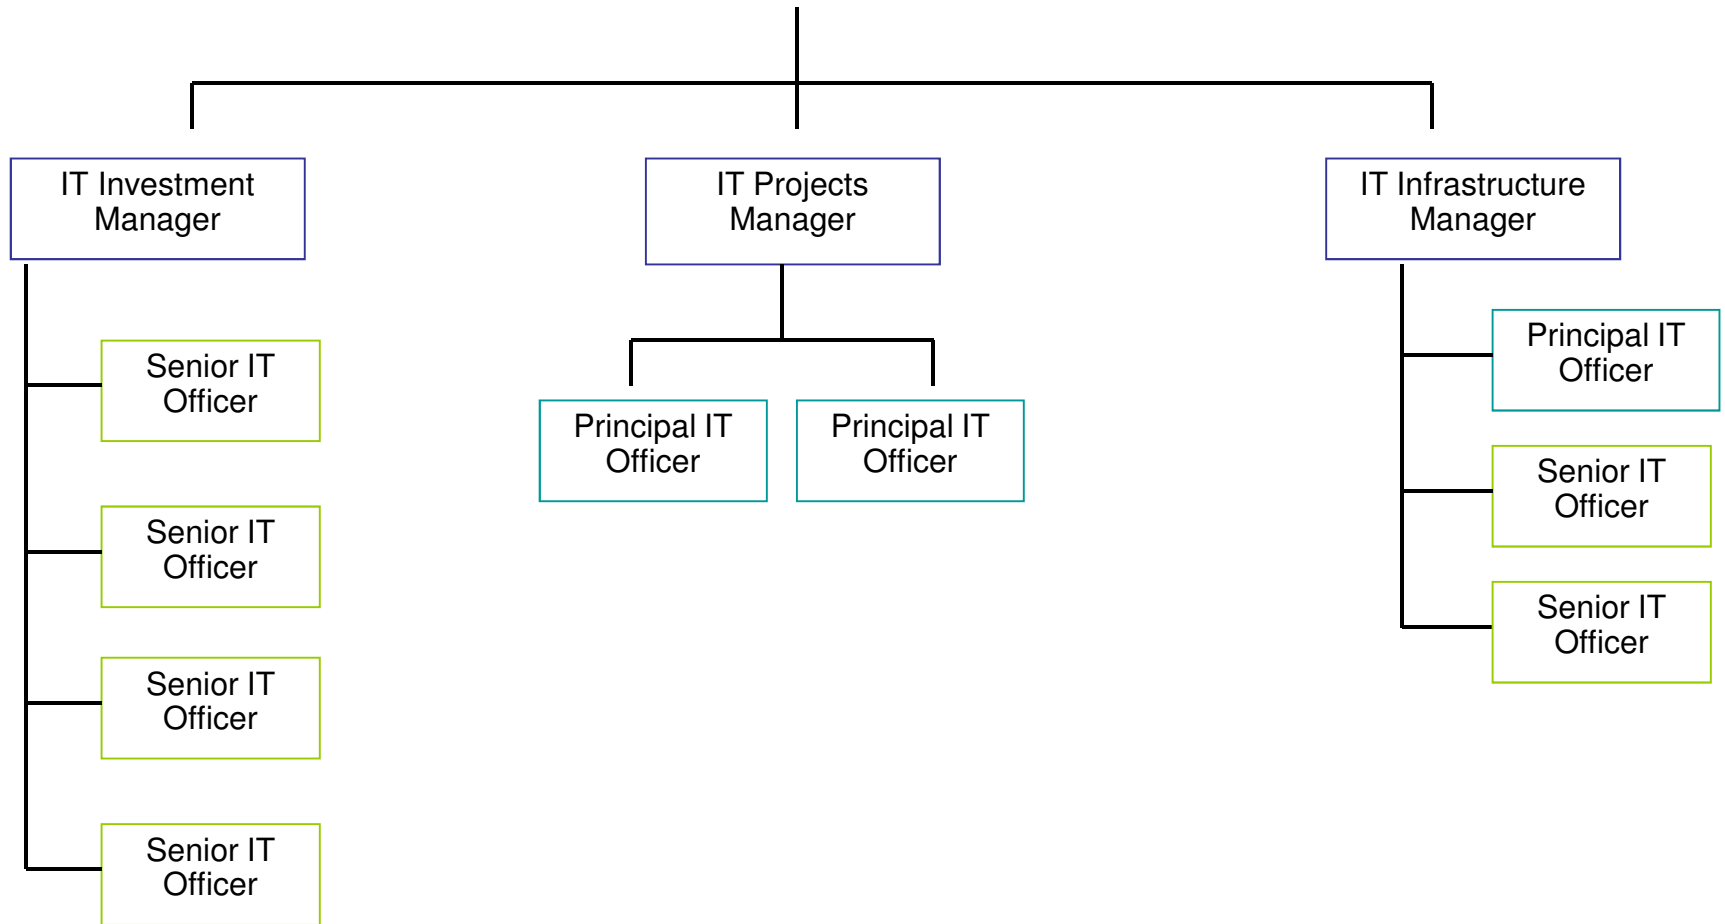 IT Investment
Manager
IT Projects
Manager
IT Infrastructure
Manager
Senior IT
Officer
Senior IT
Officer
Senior IT
Officer
Senior IT
Officer
Principal IT
Officer
Principal IT
Officer
Principal IT
Officer
Senior IT
Officer
Senior IT
Officer